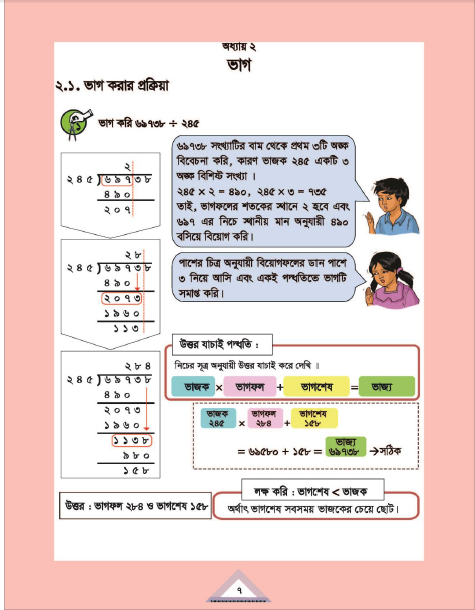 অধ্যায় ২
ভাগ
২.১. ভাগ করার প্রক্রিয়া
ভাগ করি ৬৯৭৩৮ ÷ ২৪৫
২
২৪৫)৬৯৭৩৮
৪৯০
২০৭
৬৯৭৩৮ সংখ্যাটির বাম থেকে প্রথম ৩টি অঙ্ক
বিবেচনা করি, কারণ ভাজক ২৪৫ একটি ৩
অঙ্ক বিশিষ্ট সংখ্যা ।
২৪৫ × ২ = ৪৯০, ২৪৫ × ৩ = ৭৩৫
তাই, ভাগফলের শতকের স্থানে ২ হবে এবং
৬৯৭ এর নিচে স্থানীয় মান অনুযায়ী ৪৯০
বসিয়ে বিয়োগ করি।
২৮
২৪৫)৬৯৭৩৮
৪৯০
২০৭৩
১৯৬০
১১৩
পাশের চিত্র অনুযায়ী বিয়োগফলের ডান পাশে
৩ নিয়ে আসি এবং একই পদ্ধতিতে ভাগটি
সমাপ্ত করি।
২৮৪
২৪৫)৬৯৭৩৮
৪৯০
২০৭৩
১৯৬০
১১৩৮
৯৮০
১৫৮
উত্তর যাচাই পদ্ধতি :
নিচের সূত্র অনুযায়ী উত্তর যাচাই করে দেখি ।
ভাজক × ভাগফল + ভাগশেষ = ভাজ্য
ভাজক ভাগফল ভাগশেষ
২৪৫ × ২৮৪ + ১৫৮
= ৬৯৫৮০ + ১৫৮ = ভাজ্য ৬৯৭৩৮ →সঠিক
উত্তর : ভাগফল ২৮৪ ও ভাগশেষ ১৫৮
লক্ষ করি : ভাগশেষ < ভাজক
অর্থাৎ ভাগশেষ সবসময় ভাজকের চেয়ে ছোট।
৭